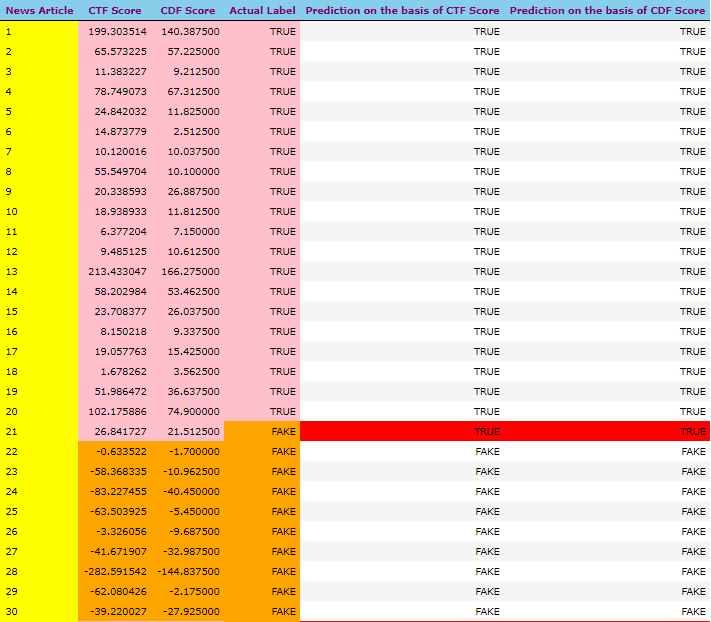 News Article CTF Score CDF Score Actual Label Prediction on the basis of CTF Score Prediction on the basis of CDF Score
1 199.303514 140.387500 TRUE TRUE TRUE
2 65.573225 57.225000 TRUE TRUE TRUE
3 11.383227 9.212500 TRUE TRUE TRUE
4 78.749073 67.312500 TRUE TRUE TRUE
5 24.842032 11.825000 TRUE TRUE TRUE
6 14.873779 2.512500 TRUE TRUE TRUE
7 10.120016 10.037500 TRUE TRUE TRUE
8 55.549704 10.100000 TRUE TRUE TRUE
9 20.338593 26.887500 TRUE TRUE TRUE
10 18.938933 11.812500 TRUE TRUE TRUE
11 6.377204 7.150000 TRUE TRUE TRUE
12 9.485125 10.612500 TRUE TRUE TRUE
13 213.433047 166.275000 TRUE TRUE TRUE
14 58.202984 53.462500 TRUE TRUE TRUE
15 23.708377 26.037500 TRUE TRUE TRUE
16 8.150218 9.337500 TRUE TRUE TRUE
17 19.057763 15.425000 TRUE TRUE TRUE
18 1.678262 3.562500 TRUE TRUE TRUE
19 51.986472 36.637500 TRUE TRUE TRUE
20 102.175886 74.900000 TRUE TRUE TRUE
21 26.841727 21.512500 FAKE TRUE TRUE
22 -0.633522 -1.700000 FAKE FAKE FAKE
23 -58.368335 -10.962500 FAKE FAKE FAKE
24 -83.227455 -40.450000 FAKE FAKE FAKE
25 -63.503925 -5.450000 FAKE FAKE FAKE
26 -3.326056 -9.687500 FAKE FAKE FAKE
27 -41.671907 -32.987500 FAKE FAKE FAKE
28 -282.591542 -144.837500 FAKE FAKE FAKE
29 -62.080426 -2.175000 FAKE FAKE FAKE
30 -39.220027 -27.925000 FAKE FAKE FAKE